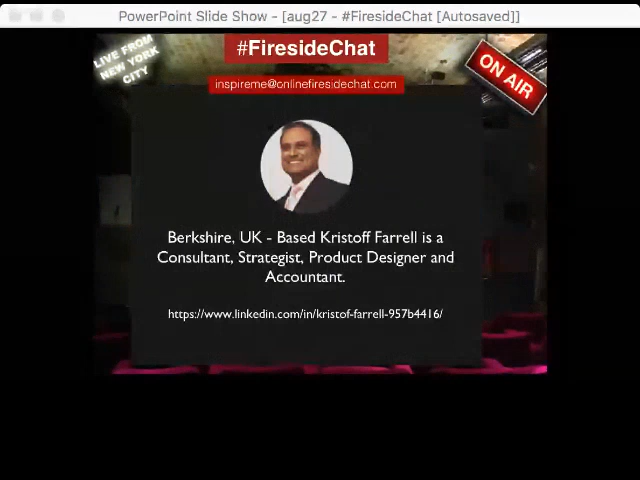 PowerPoint Slide Show - [aug27 - #FiresideChat [Autosaved]]
LIVE FROM
NEW YORK
CITY
#FiresideChat
ON AIR
inspireme@onlinefiresidechat.com
Berkshire, UK - Based Kristoff Farrell is a
Consultant, Strategist, Product Designer and
Accountant.
https://www.linkedin.com/in/kristof-farrell-957b4416/